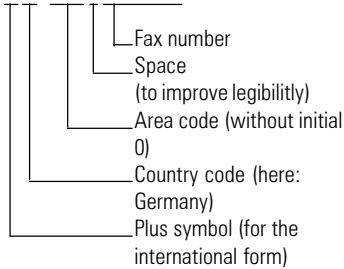 Fax number
Space
(to improve legibilitly)
Area code (without initial
0)
Country code (here:
Germany)
Plus symbol (for the
international form)